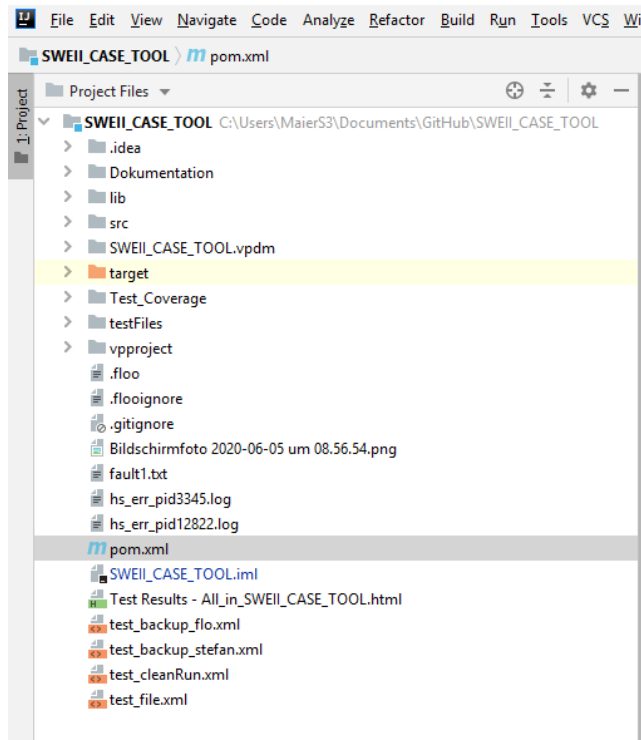 File Edit View Navigate Code Analyze Refactor Build Run Tools VCS Wi
SWEII_CASE_TOOL pom.xml
1: Project
Project Files
SWEII_CASE_TOOL C:\Users\MaierS3\Documents\GitHub\SWEII_CASE_TOOL
.idea
Dokumentation
lib
src
SWEII_CASE_TOOL.vpdm
target
Test_Coverage
testFiles
vpproject
.floo
.flooignore
.gitignore
Bildschirmfoto 2020-06-05 um 08.56.54.png
fault1.txt
hs_err_pid3345.log
hs_err_pid12822.log
pom.xml
SWEII_CASE_TOOL.iml
Test Results - All_in_SWEII_CASE_TOOL.html
test_backup_flo.xml
test_backup_stefan.xml
test_cleanRun.xml
test_file.xml